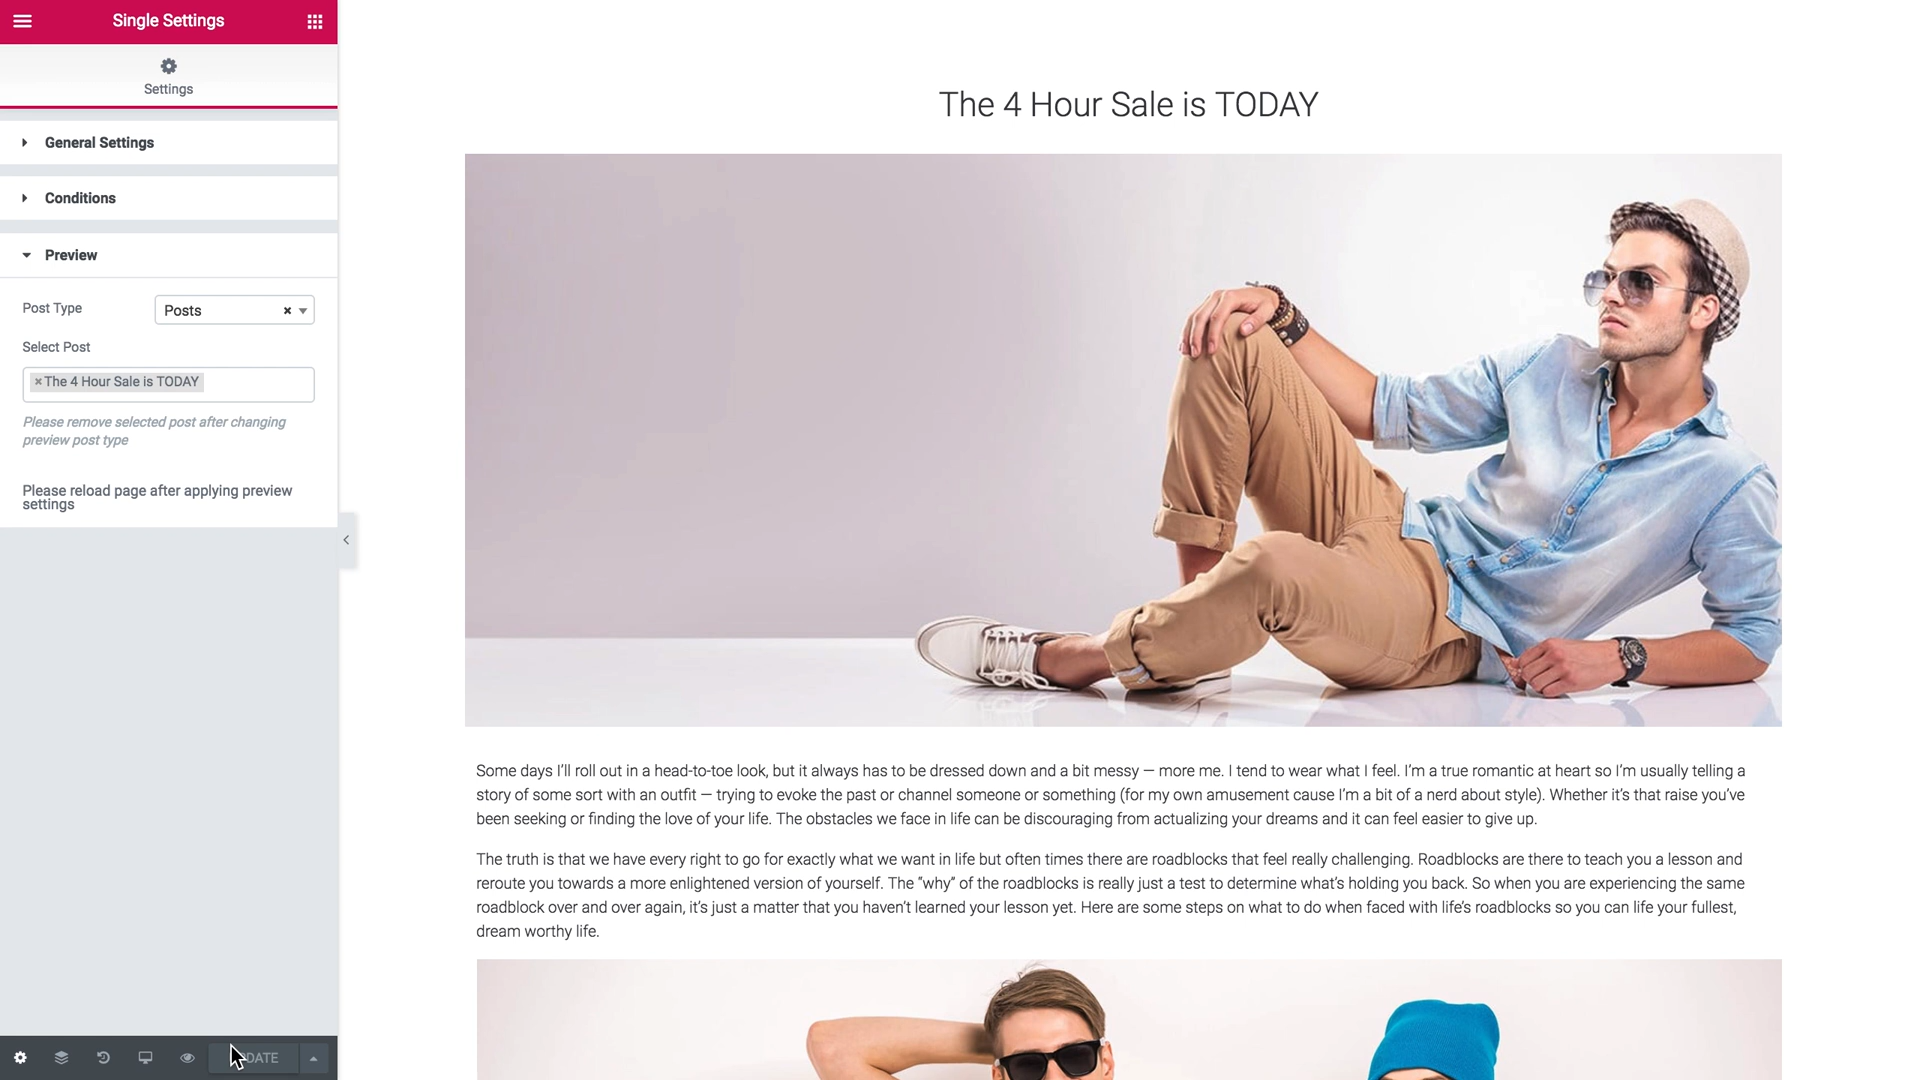 Single Settings
Settings
General Settings
Conditions
Preview
Post Type
Posts
Select Post
×The 4 Hour Sale is TODAY
Please remove selected post after changing
preview post type
Please reload page after applying preview
settings
The 4 Hour Sale is TODAY
Some days I’ll roll out in a head-to-toe look, but it always has to be dressed down and a bit messy — more me. I tend to wear what I feel. I’m a true romantic at heart so I’m usually telling a
story of some sort with an outfit — trying to evoke the past or channel someone or something (for my own amusement cause I’m a bit of a nerd about style). Whether it’s that raise you’ve
been seeking or finding the love of your life. The obstacles we face in life can be discouraging from actualizing your dreams and it can feel easier to give up.
The truth is that we have every right to go for exactly what we want in life but often times there are roadblocks that feel really challenging. Roadblocks are there to teach you a lesson and
reroute you towards a more enlightened version of yourself. The “why” of the roadblocks is really just a test to determine what’s holding you back. So when you are experiencing the same
roadblock over and over again, it’s just a matter that you haven’t learned your lesson yet. Here are some steps on what to do when faced with life’s roadblocks so you can life your fullest,
dream worthy life.